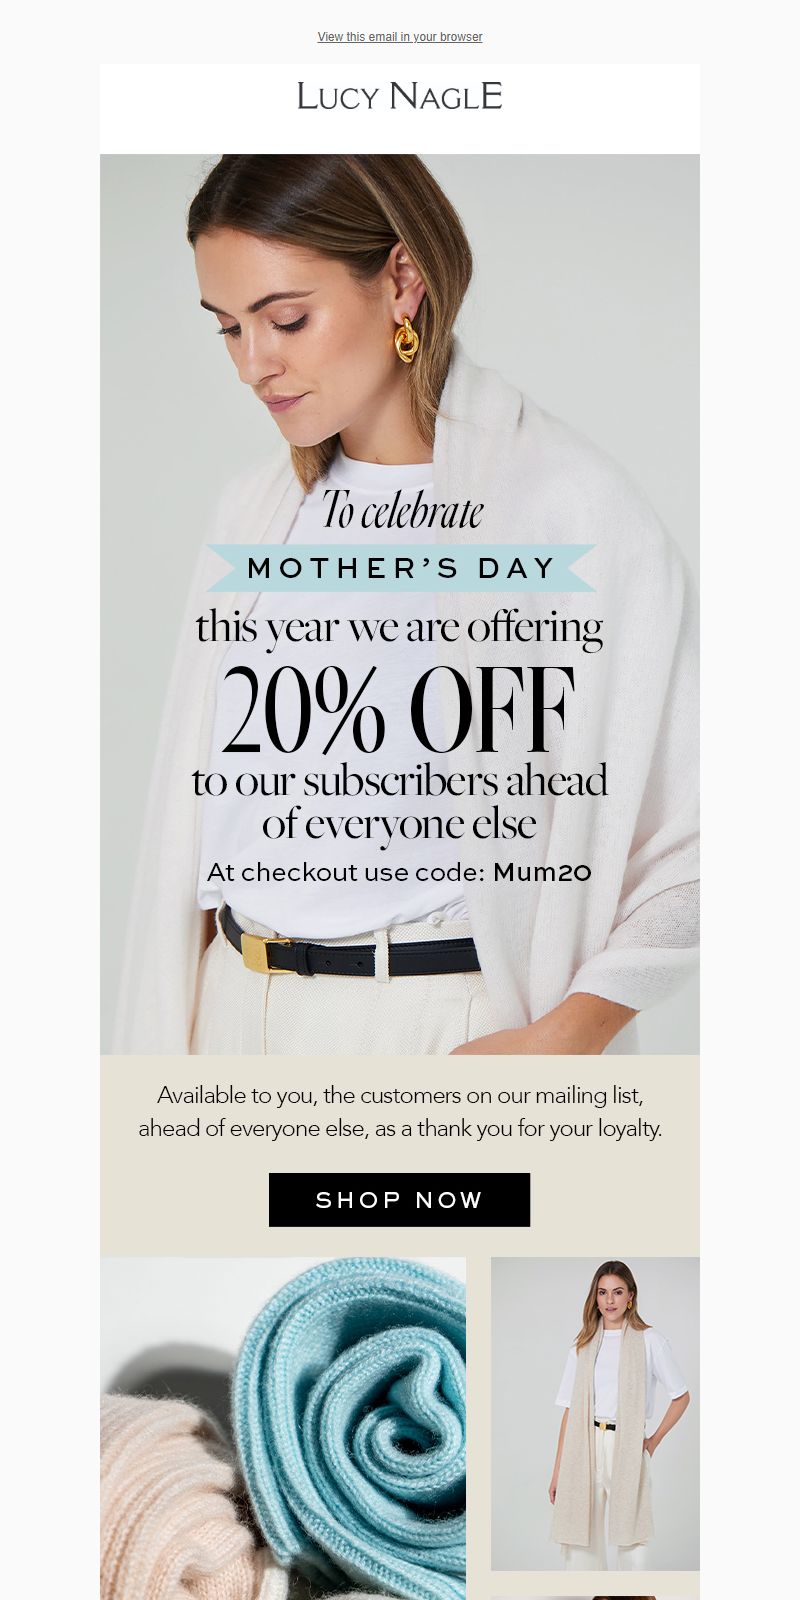 View this email in your browser
LUCY NAGLE
To celebrate
MOTHER'S DAY
this year we are offering
20% OFF
to our subscribers ahead
of everyone else
At checkout use code: Mum20
Available to you, the customers on our mailing list,
ahead of everyone else, as a thank you for your loyalty.
SHOP NOW